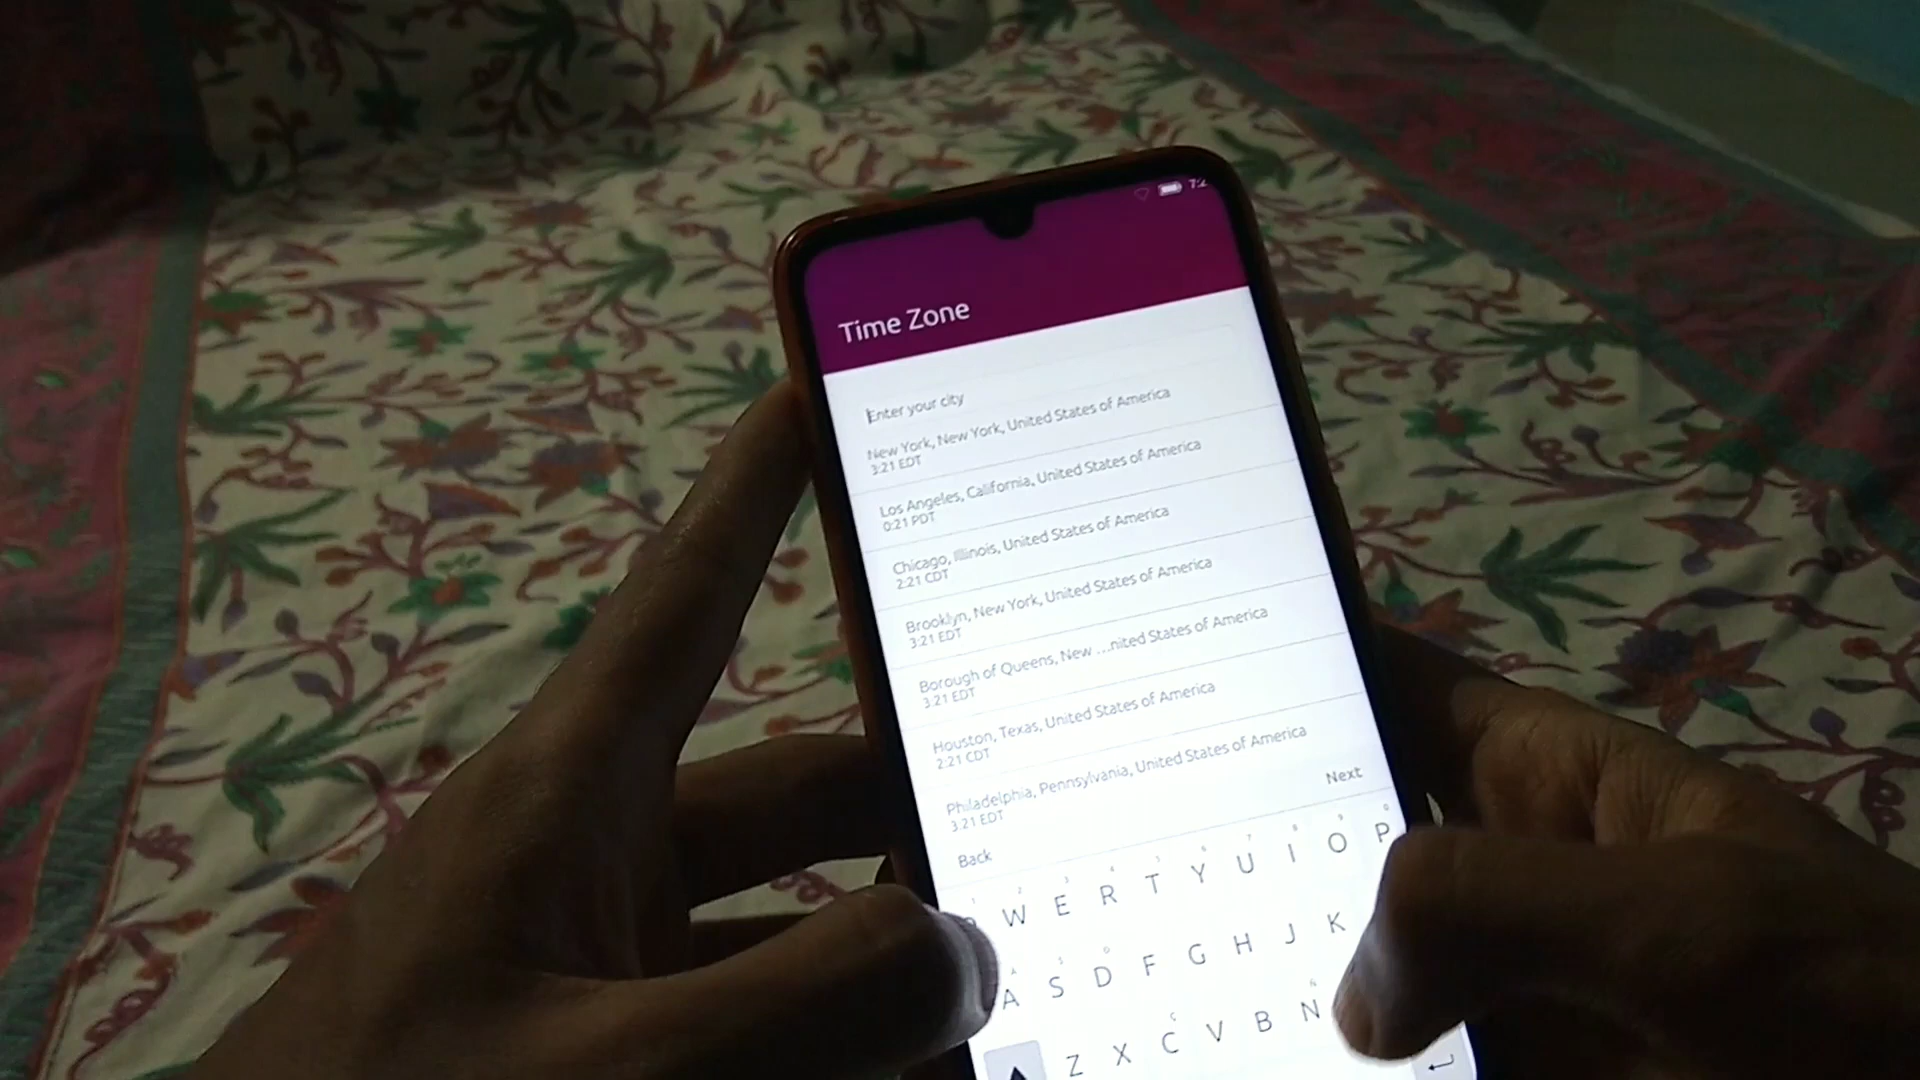 Time Zone
Enter your city
New York, New York, United States of America
3:21 EDT
Los Angeles, California, United States of America
0:21 PDT
Chicago, Illinois, United States of America
2:21 CDT
Brooklyn, New York, United States of America
3:21 EDT
Borough of Queens, New ...nited States of America
3:21 EDT
Houston, Texas, United States of America
2:21 CDT
Philadelphia, Pennsylvania, United States of America
3:21 EDT
Back Next
W E R T Y U I O P
A S D F G H J K
Z X C V B N